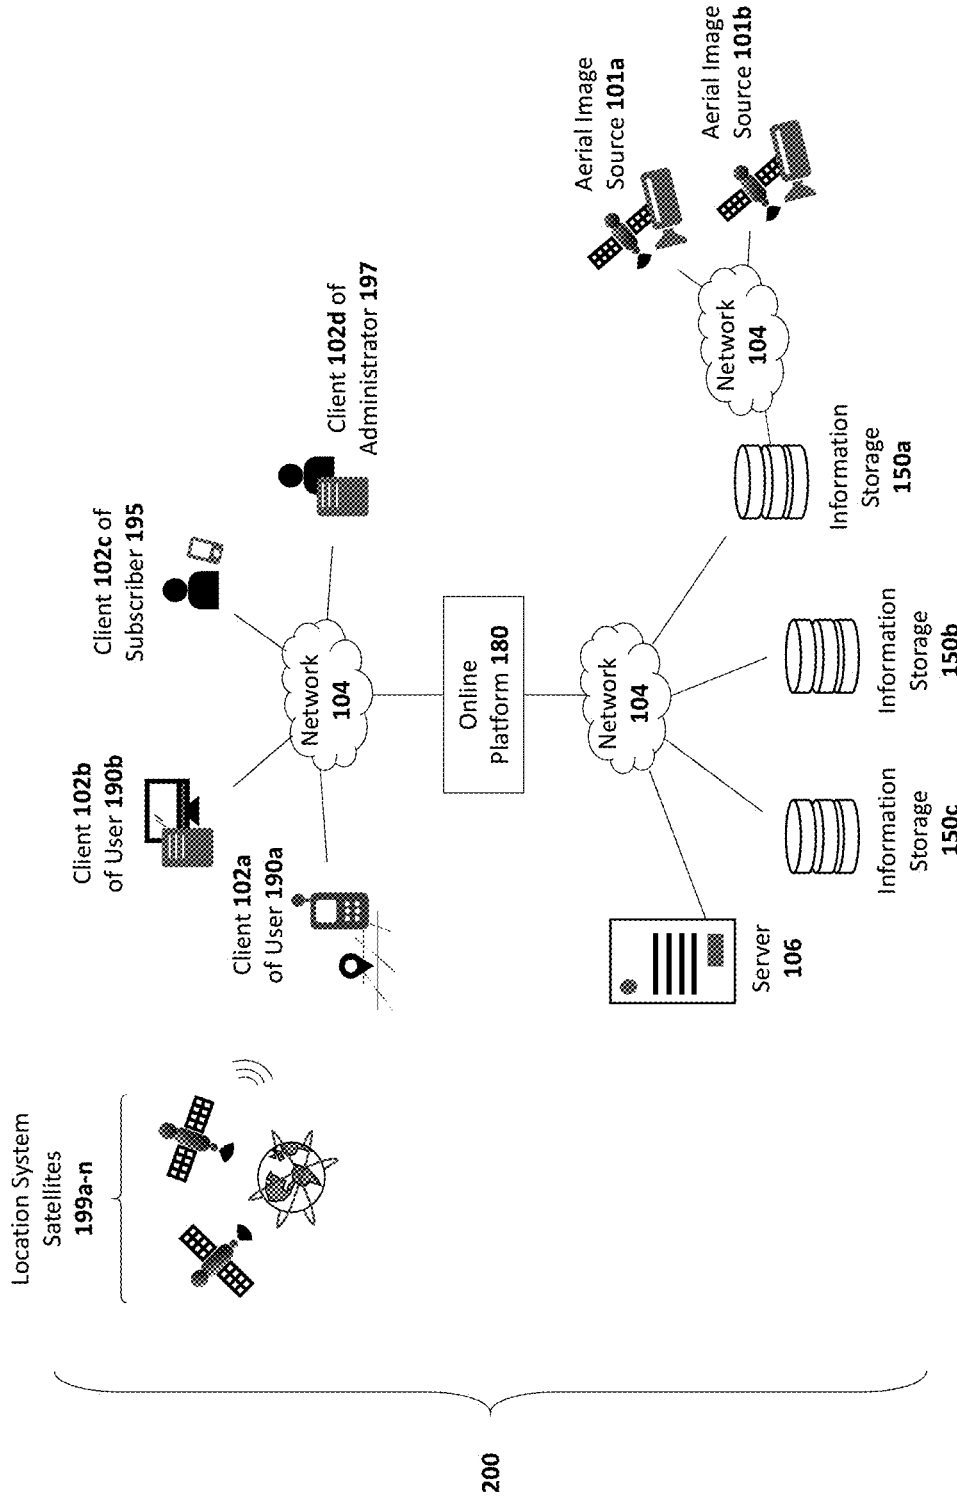 200
Location System
Satellites
199a-n
Client 102b
of User 190b
Client 102a
of User 190a
Client 102c of
Subscriber 195
Client 102d of
Administrator 197
Network
104
Online
Platform 180
Network
104
Server
106
Information
Storage
150c
Information
Storage
150b
Information
Storage
150a
Network
104
Aerial Image
Source 101a
Aerial Image
Source 101b